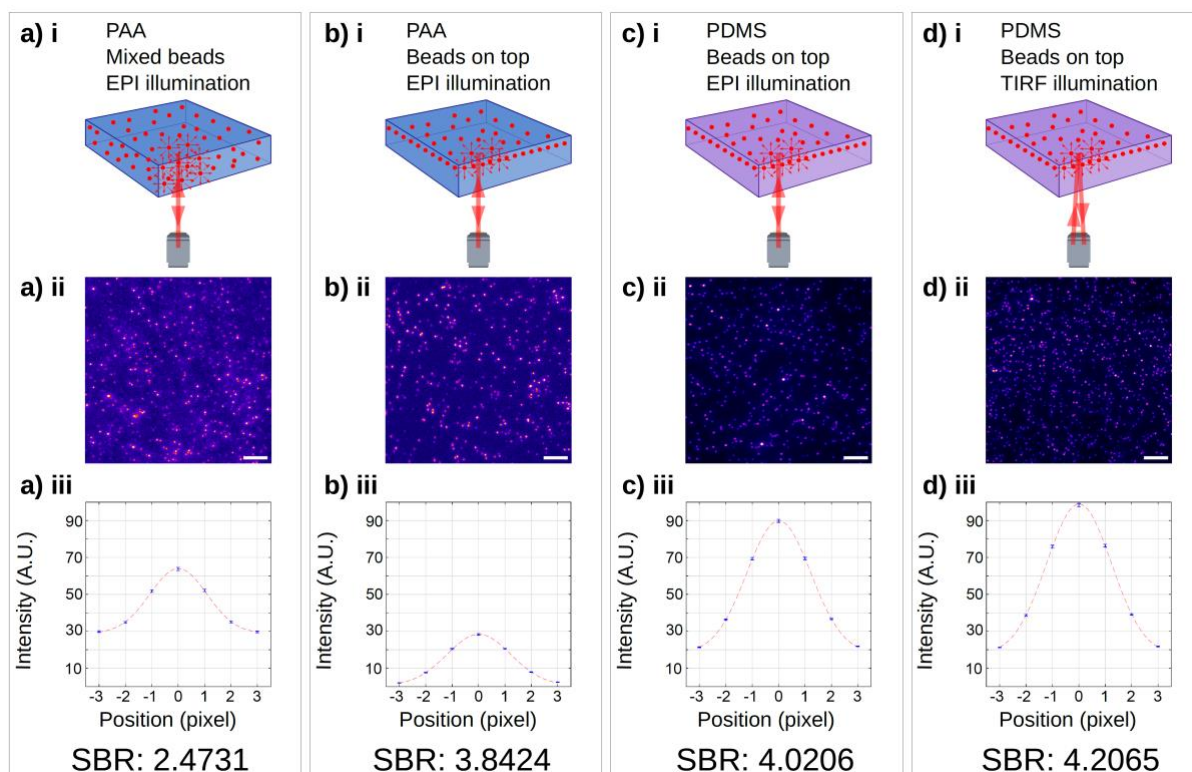 a) i PAA
Mixed beads
EPI illumination
b) i PAA
Beads on top
EPI illumination
c) i PDMS
Beads on top
EPI illumination
d) i PDMS
Beads on top
TIRF illumination
a) ii
b) ii
c) ii
d) ii
a) iii
90
70
50
30
10
Intensity (A.U.)
-3 -2 -1 0 1 2 3
Position (pixel)
SBR: 2.4731
b) iii
90
70
50
30
10
Intensity (A.U.)
-3 -2 -1 0 1 2 3
Position (pixel)
SBR: 3.8424
c) iii
90
70
50
30
10
Intensity (A.U.)
-3 -2 -1 0 1 2 3
Position (pixel)
SBR: 4.0206
d) iii
90
70
50
30
10
Intensity (A.U.)
-3 -2 -1 0 1 2 3
Position (pixel)
SBR: 4.2065